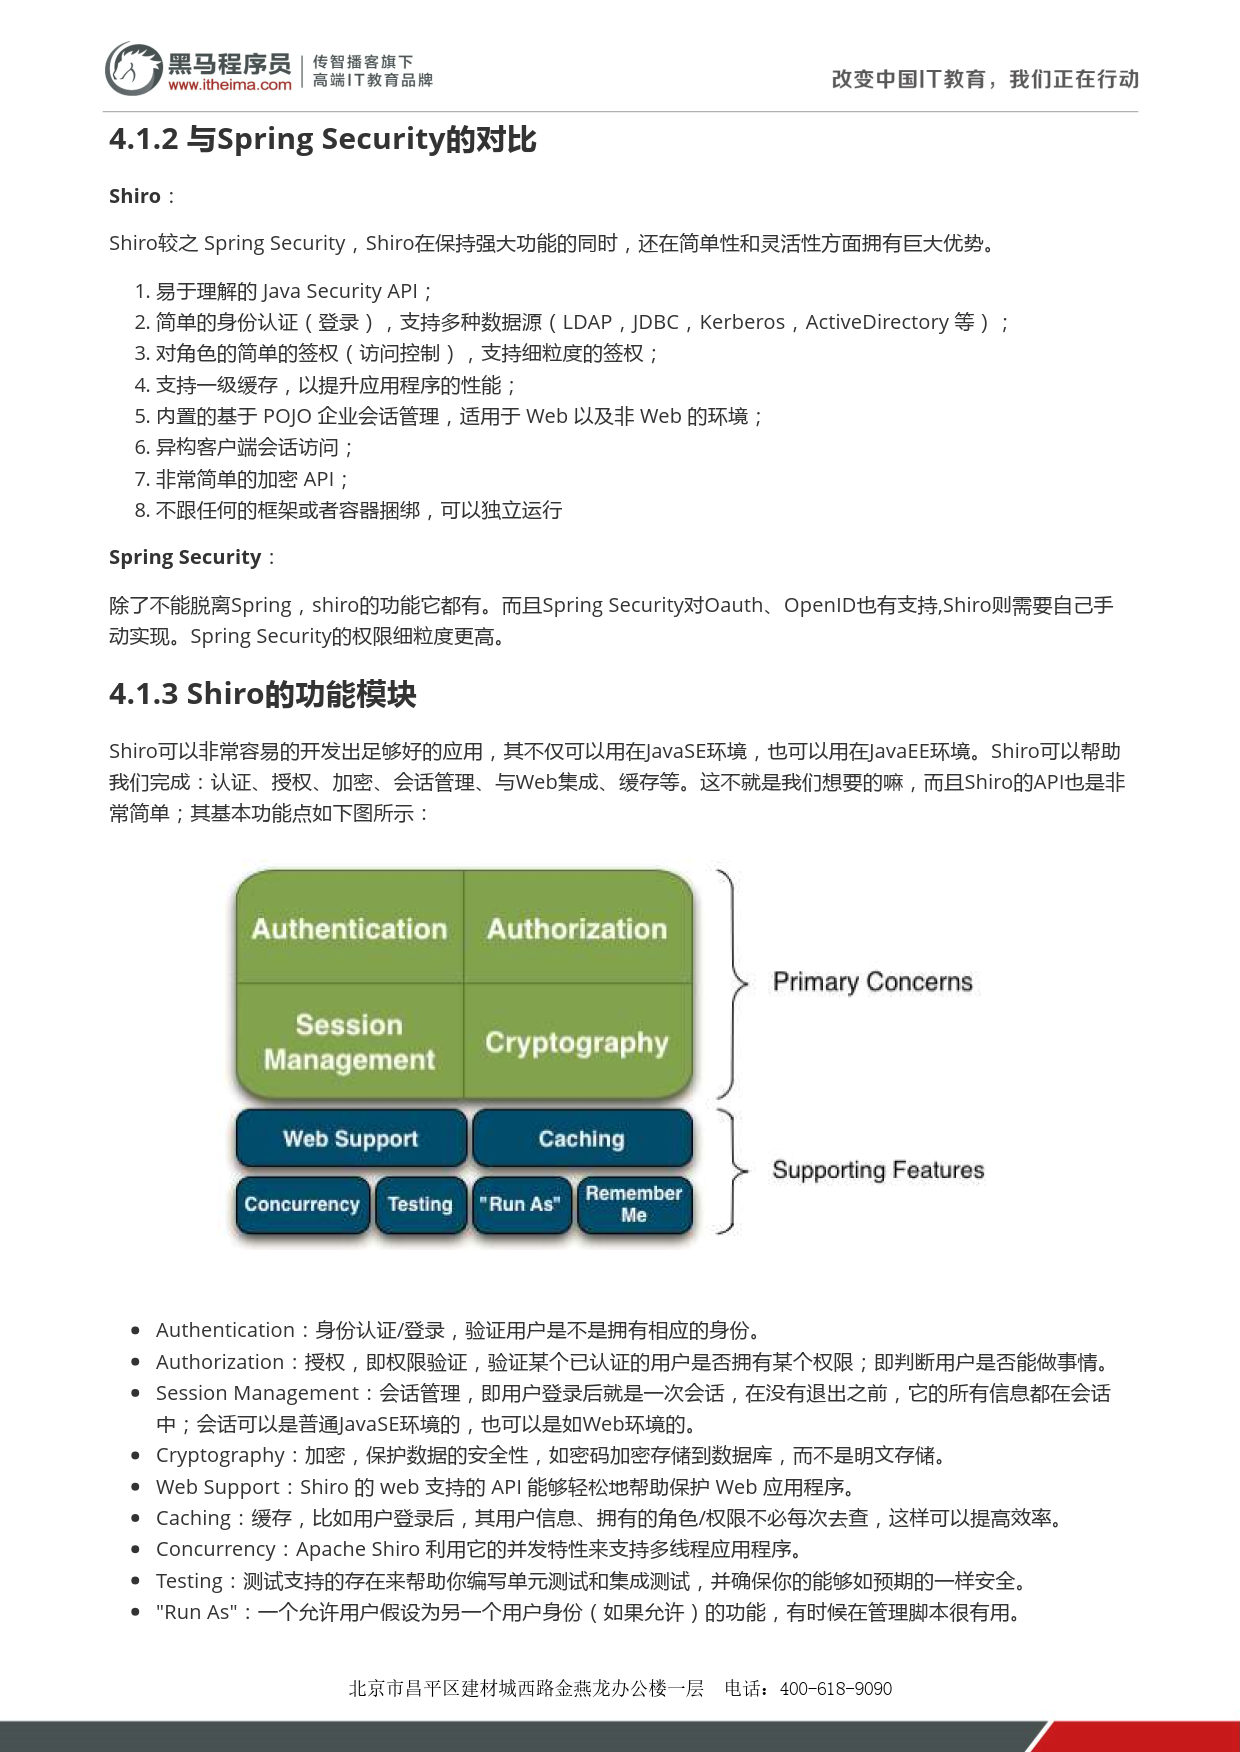 黑马程序员
www.itheima.com
传智播客旗下
高端IT教育品牌
改变中国IT教育，我们正在行动
4.1.2 与Spring Security的对比
Shiro：
Shiro较之 Spring Security，Shiro在保持强大功能的同时，还在简单性和灵活性方面拥有巨大优势。
1. 易于理解的 Java Security API；
2. 简单的身份认证（登录），支持多种数据源（LDAP，JDBC，Kerberos，ActiveDirectory 等）；
3. 对角色的简单的签权（访问控制），支持细粒度的签权；
4. 支持一级缓存，以提升应用程序的性能；
5. 内置的基于 POJO 企业会话管理，适用于 Web 以及非 Web 的环境；
6. 异构客户端会话访问；
7. 非常简单的加密 API；
8. 不跟任何的框架或者容器捆绑，可以独立运行
Spring Security：
除了不能脱离Spring，shiro的功能它都有。而且Spring Security对Oauth、OpenID也有支持,Shiro则需要自己手
动实现。Spring Security的权限细粒度更高。
4.1.3 Shiro的功能模块
Shiro可以非常容易的开发出足够好的应用，其不仅可以用在JavaSE环境，也可以用在JavaEE环境。Shiro可以帮助
我们完成：认证、授权、加密、会话管理、与Web集成、缓存等。这不就是我们想要的嘛，而且Shiro的API也是非
常简单；其基本功能点如下图所示：
Authentication
Authorization
Session
Management
Cryptography
Primary Concerns
Web Support
Caching
Concurrency
Testing
"Run As"
Remember
Me
Supporting Features
• Authentication：身份认证/登录，验证用户是不是拥有相应的身份。
• Authorization：授权，即权限验证，验证某个已认证的用户是否拥有某个权限；即判断用户是否能做事情。
• Session Management：会话管理，即用户登录后就是一次会话，在没有退出之前，它的所有信息都在会话
中；会话可以是普通JavaSE环境的，也可以是如Web环境的。
• Cryptography：加密，保护数据的安全性，如密码加密存储到数据库，而不是明文存储。
• Web Support：Shiro 的 web 支持的 API 能够轻松地帮助保护 Web 应用程序。
• Caching：缓存，比如用户登录后，其用户信息、拥有的角色/权限不必每次去查，这样可以提高效率。
• Concurrency：Apache Shiro 利用它的并发特性来支持多线程应用程序。
• Testing：测试支持的存在来帮助你编写单元测试和集成测试，并确保你的能够如预期的一样安全。
• "Run As"：一个允许用户假设为另一个用户身份（如果允许）的功能，有时候在管理脚本很有用。
北京市昌平区建材城西路金燕龙办公楼一层 电话：400-618-9090